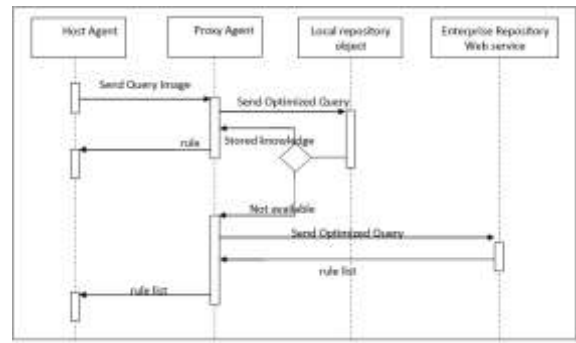 Host Agent
Proxy Agent
Local repository
object
Enterprise Repository
Web service
Send Query Image
Send Optimized Query
Stored knowledge
rule
Not available
Send Optimized Query
rule list
rule list